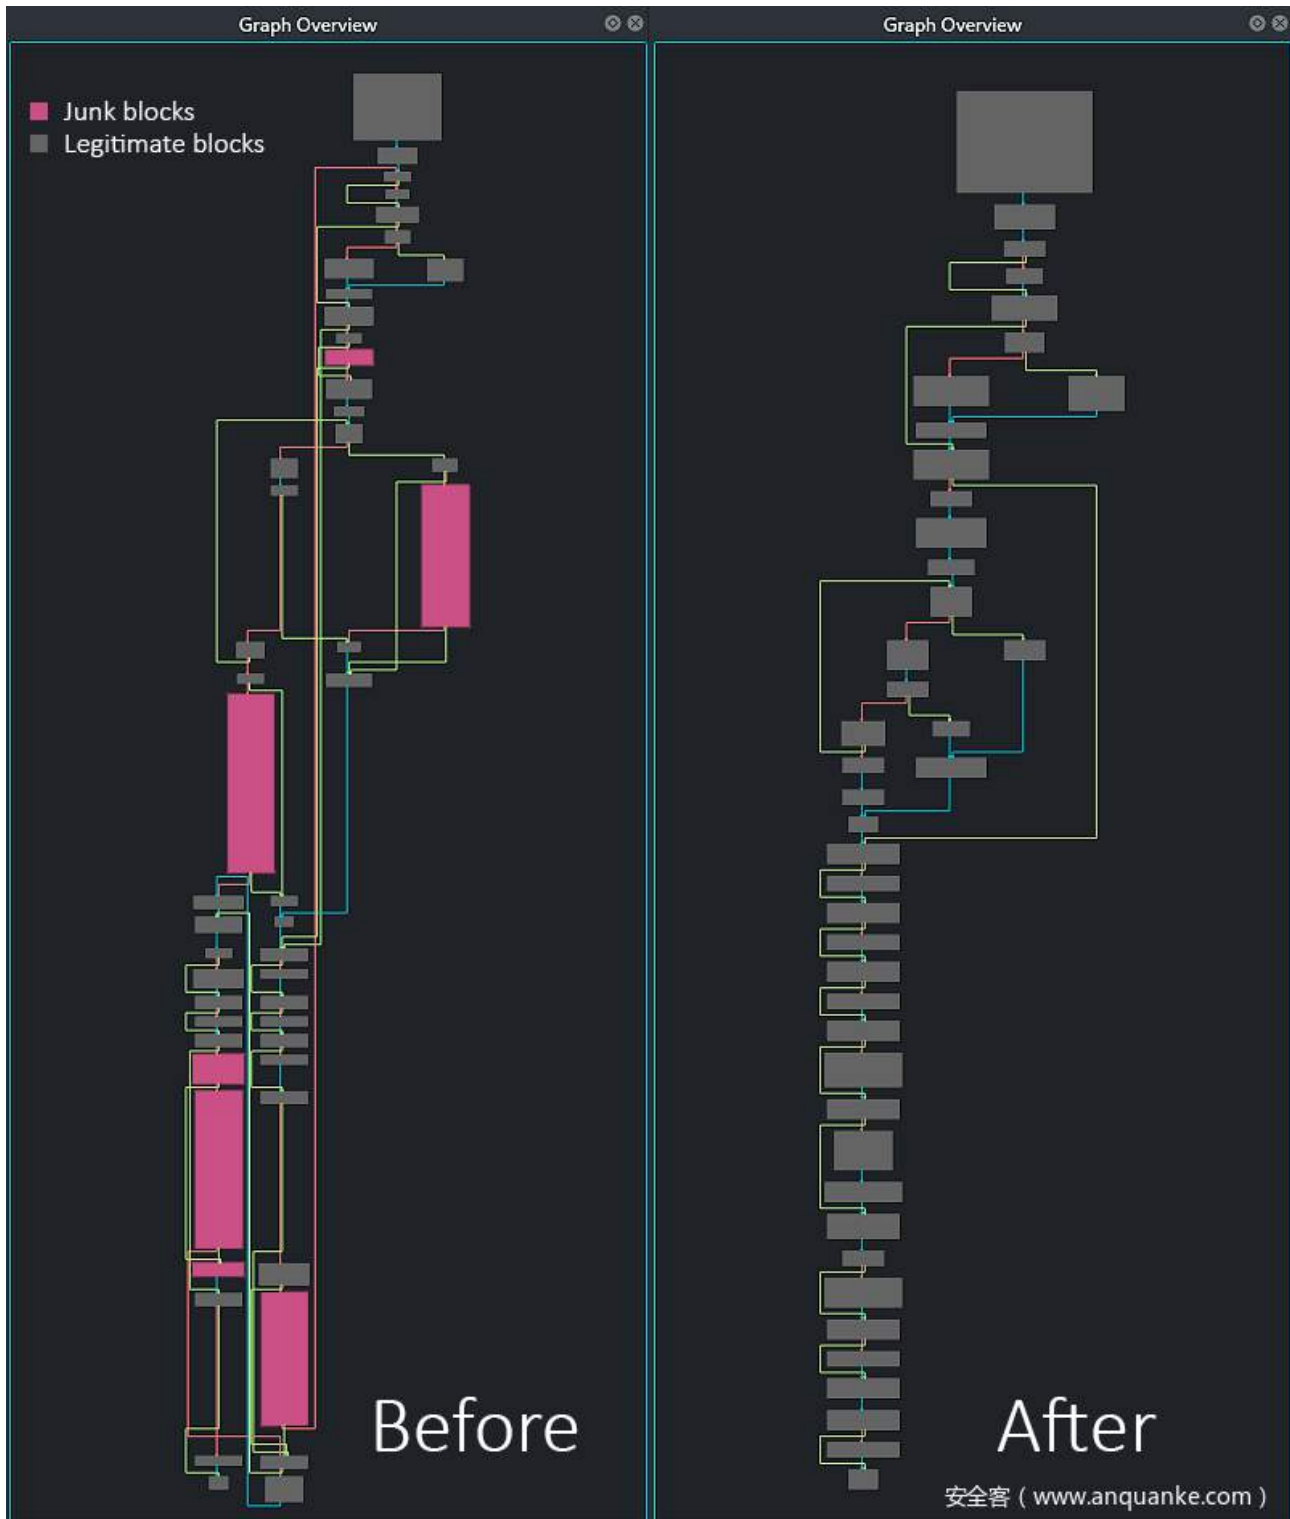 Graph Overview
Graph Overview
Junk blocks
Legitimate blocks
Before
After
安全客（www.anquanke.com）